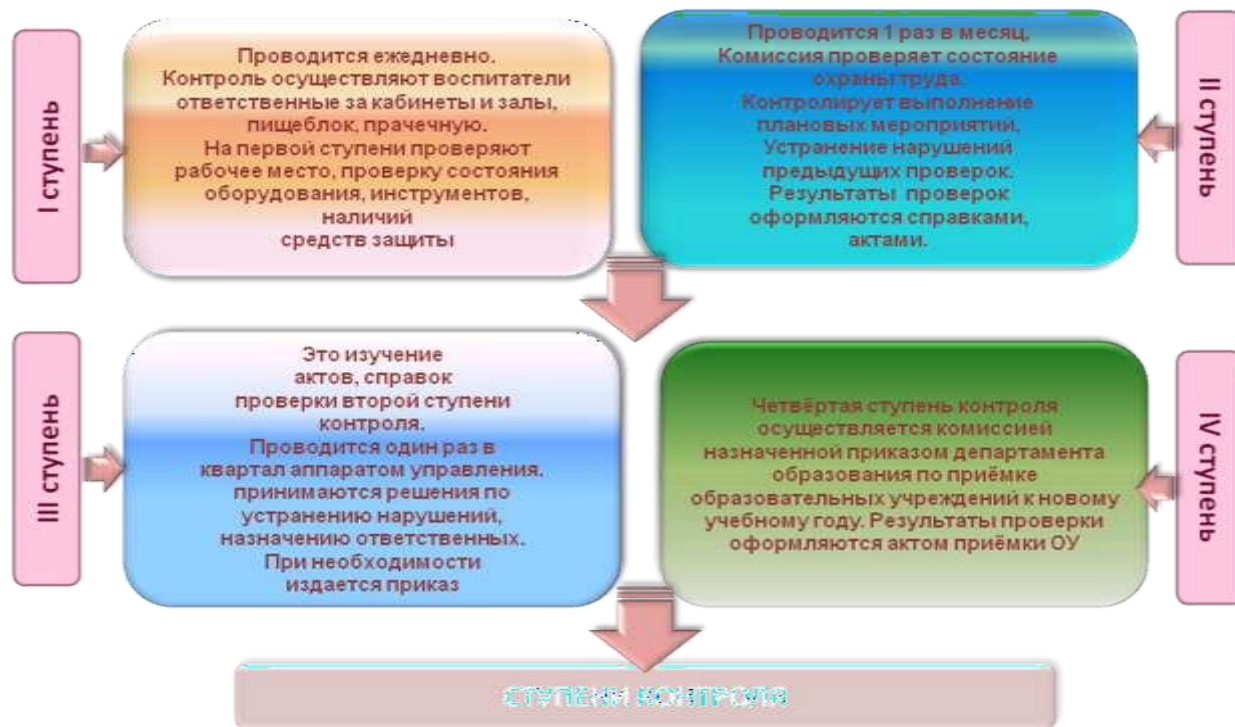 I ступень
Проводится ежедневно.
Контроль осуществляют воспитатели
ответственные за кабинеты и залы,
пищеблок, прачечную.
На первой ступени проверяют
рабочее место, проверку состояния
оборудования, инструментов,
наличий
средств защиты
Проводится 1 раз в месяц,
Комиссия проверяет состояние
охраны труда.
Контролирует выполнение
плановых мероприятий,
Устранение нарушений
предыдущих проверок.
Результаты проверок
оформляются справками,
актами.
II ступень
III ступень
Это изучение
актов, справок
проверки второй ступени
контроля.
Проводится один раз в
квартал аппаратом управления.
принимаются решения по
устранению нарушений,
назначению ответственных.
При необходимости
издается приказ
Четвёртая ступень контроля
осуществляется комиссией
назначенной приказом департамента
образования по приёмке
образовательных учреждений к новому
учебному году. Результаты проверки
оформляются актом приёмки ОУ
IV ступень
СТУПЕНИ КОНТРОЛЯ